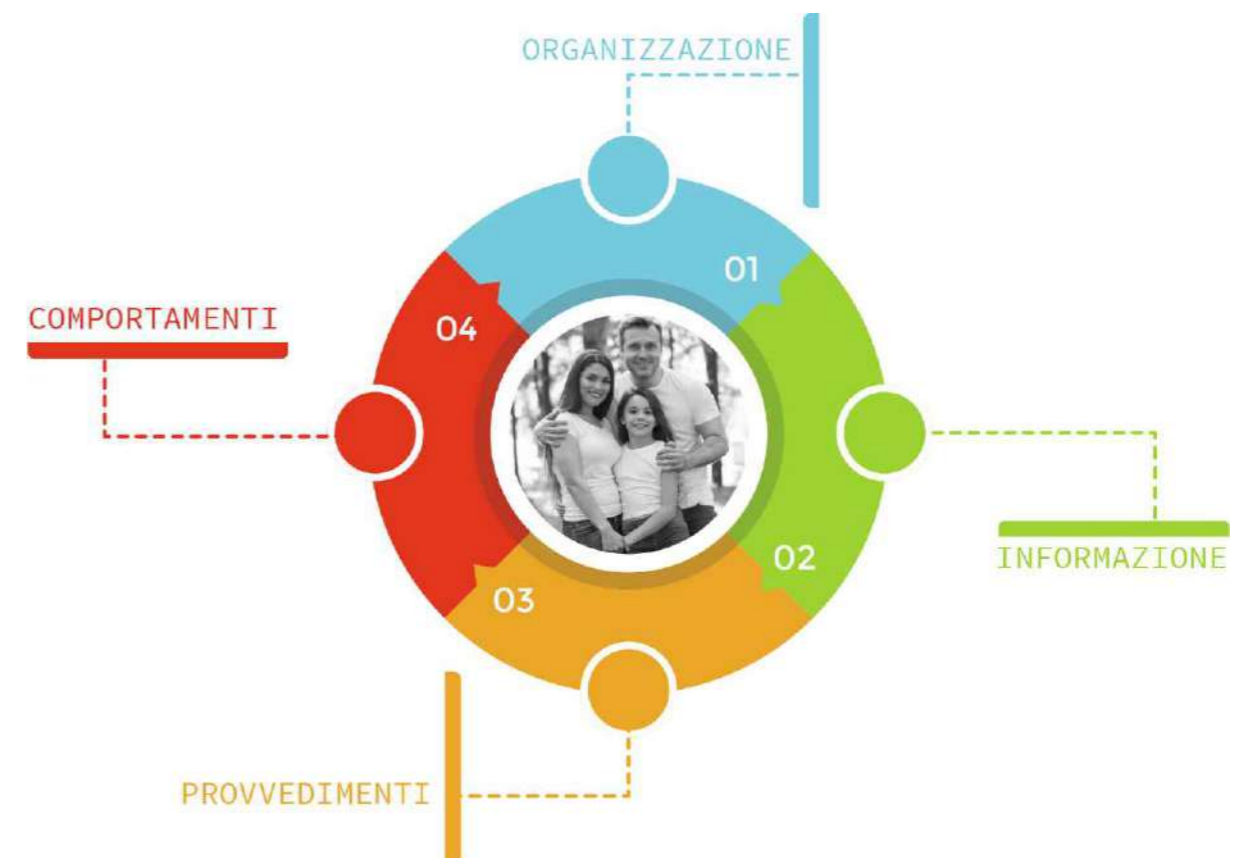 ORGANIZZAZIONE
01
COMPORTAMENTI
04
02
INFORMAZIONE
03
PROVVEDIMENTI